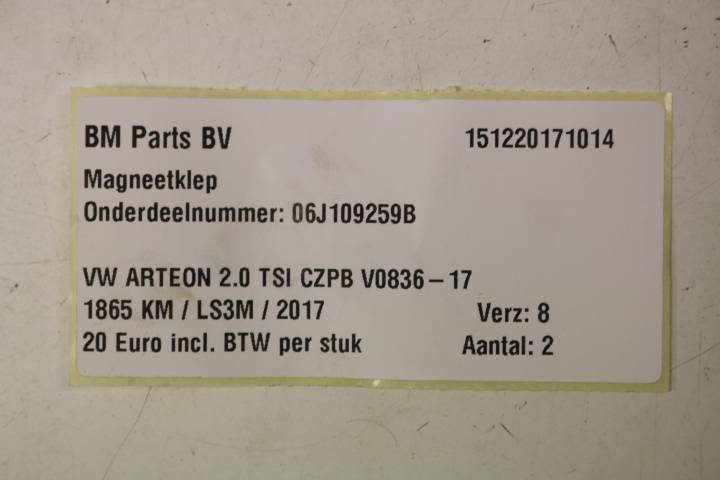 BM Parts BV 151220171014
Magneetklep
Onderdeelnummer: 06J109259B
VW ARTEON 2.0 TSI CZPB V0836-17
1865 KM / LS3M / 2017 Verz: 8
20 Euro incl. BTW per stuk Aantal: 2